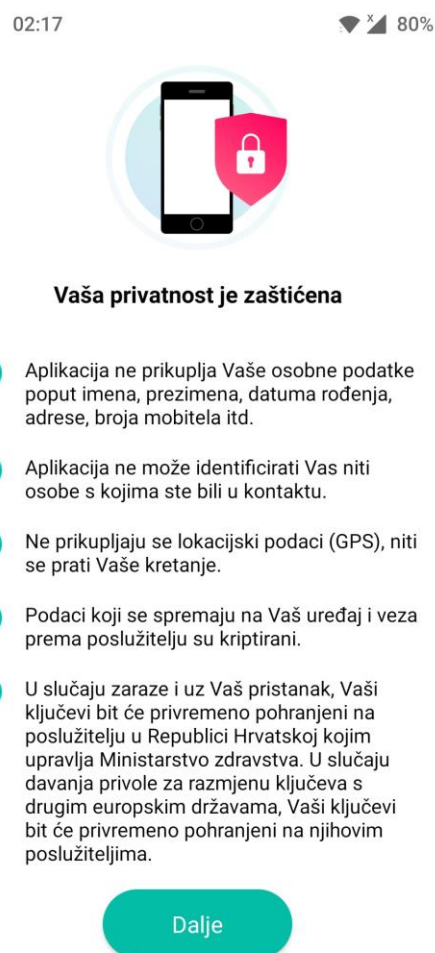 02:17
x
80%
Vaša privatnost je zaštićena
Aplikacija ne prikuplja Vaše osobne podatke
poput imena, prezimena, datuma rođenja,
adrese, broja mobitela itd.
Aplikacija ne može identificirati Vas niti
osobe s kojima ste bili u kontaktu.
Ne prikupljaju se lokacijski podaci (GPS), niti
se prati Vaše kretanje.
Podaci koji se spremaju na Vaš uređaj i veza
prema poslužitelju su kriptirani.
U slučaju zaraze i uz Vaš pristanak, Vaši
ključevi bit će privremeno pohranjeni na
poslužitelju u Republici Hrvatskoj kojim
upravlja Ministarstvo zdravstva. U slučaju
davanja privole za razmjenu ključeva s
drugim europskim državama, Vaši ključevi
bit će privremeno pohranjeni na njihovim
poslužiteljima.
Dalje